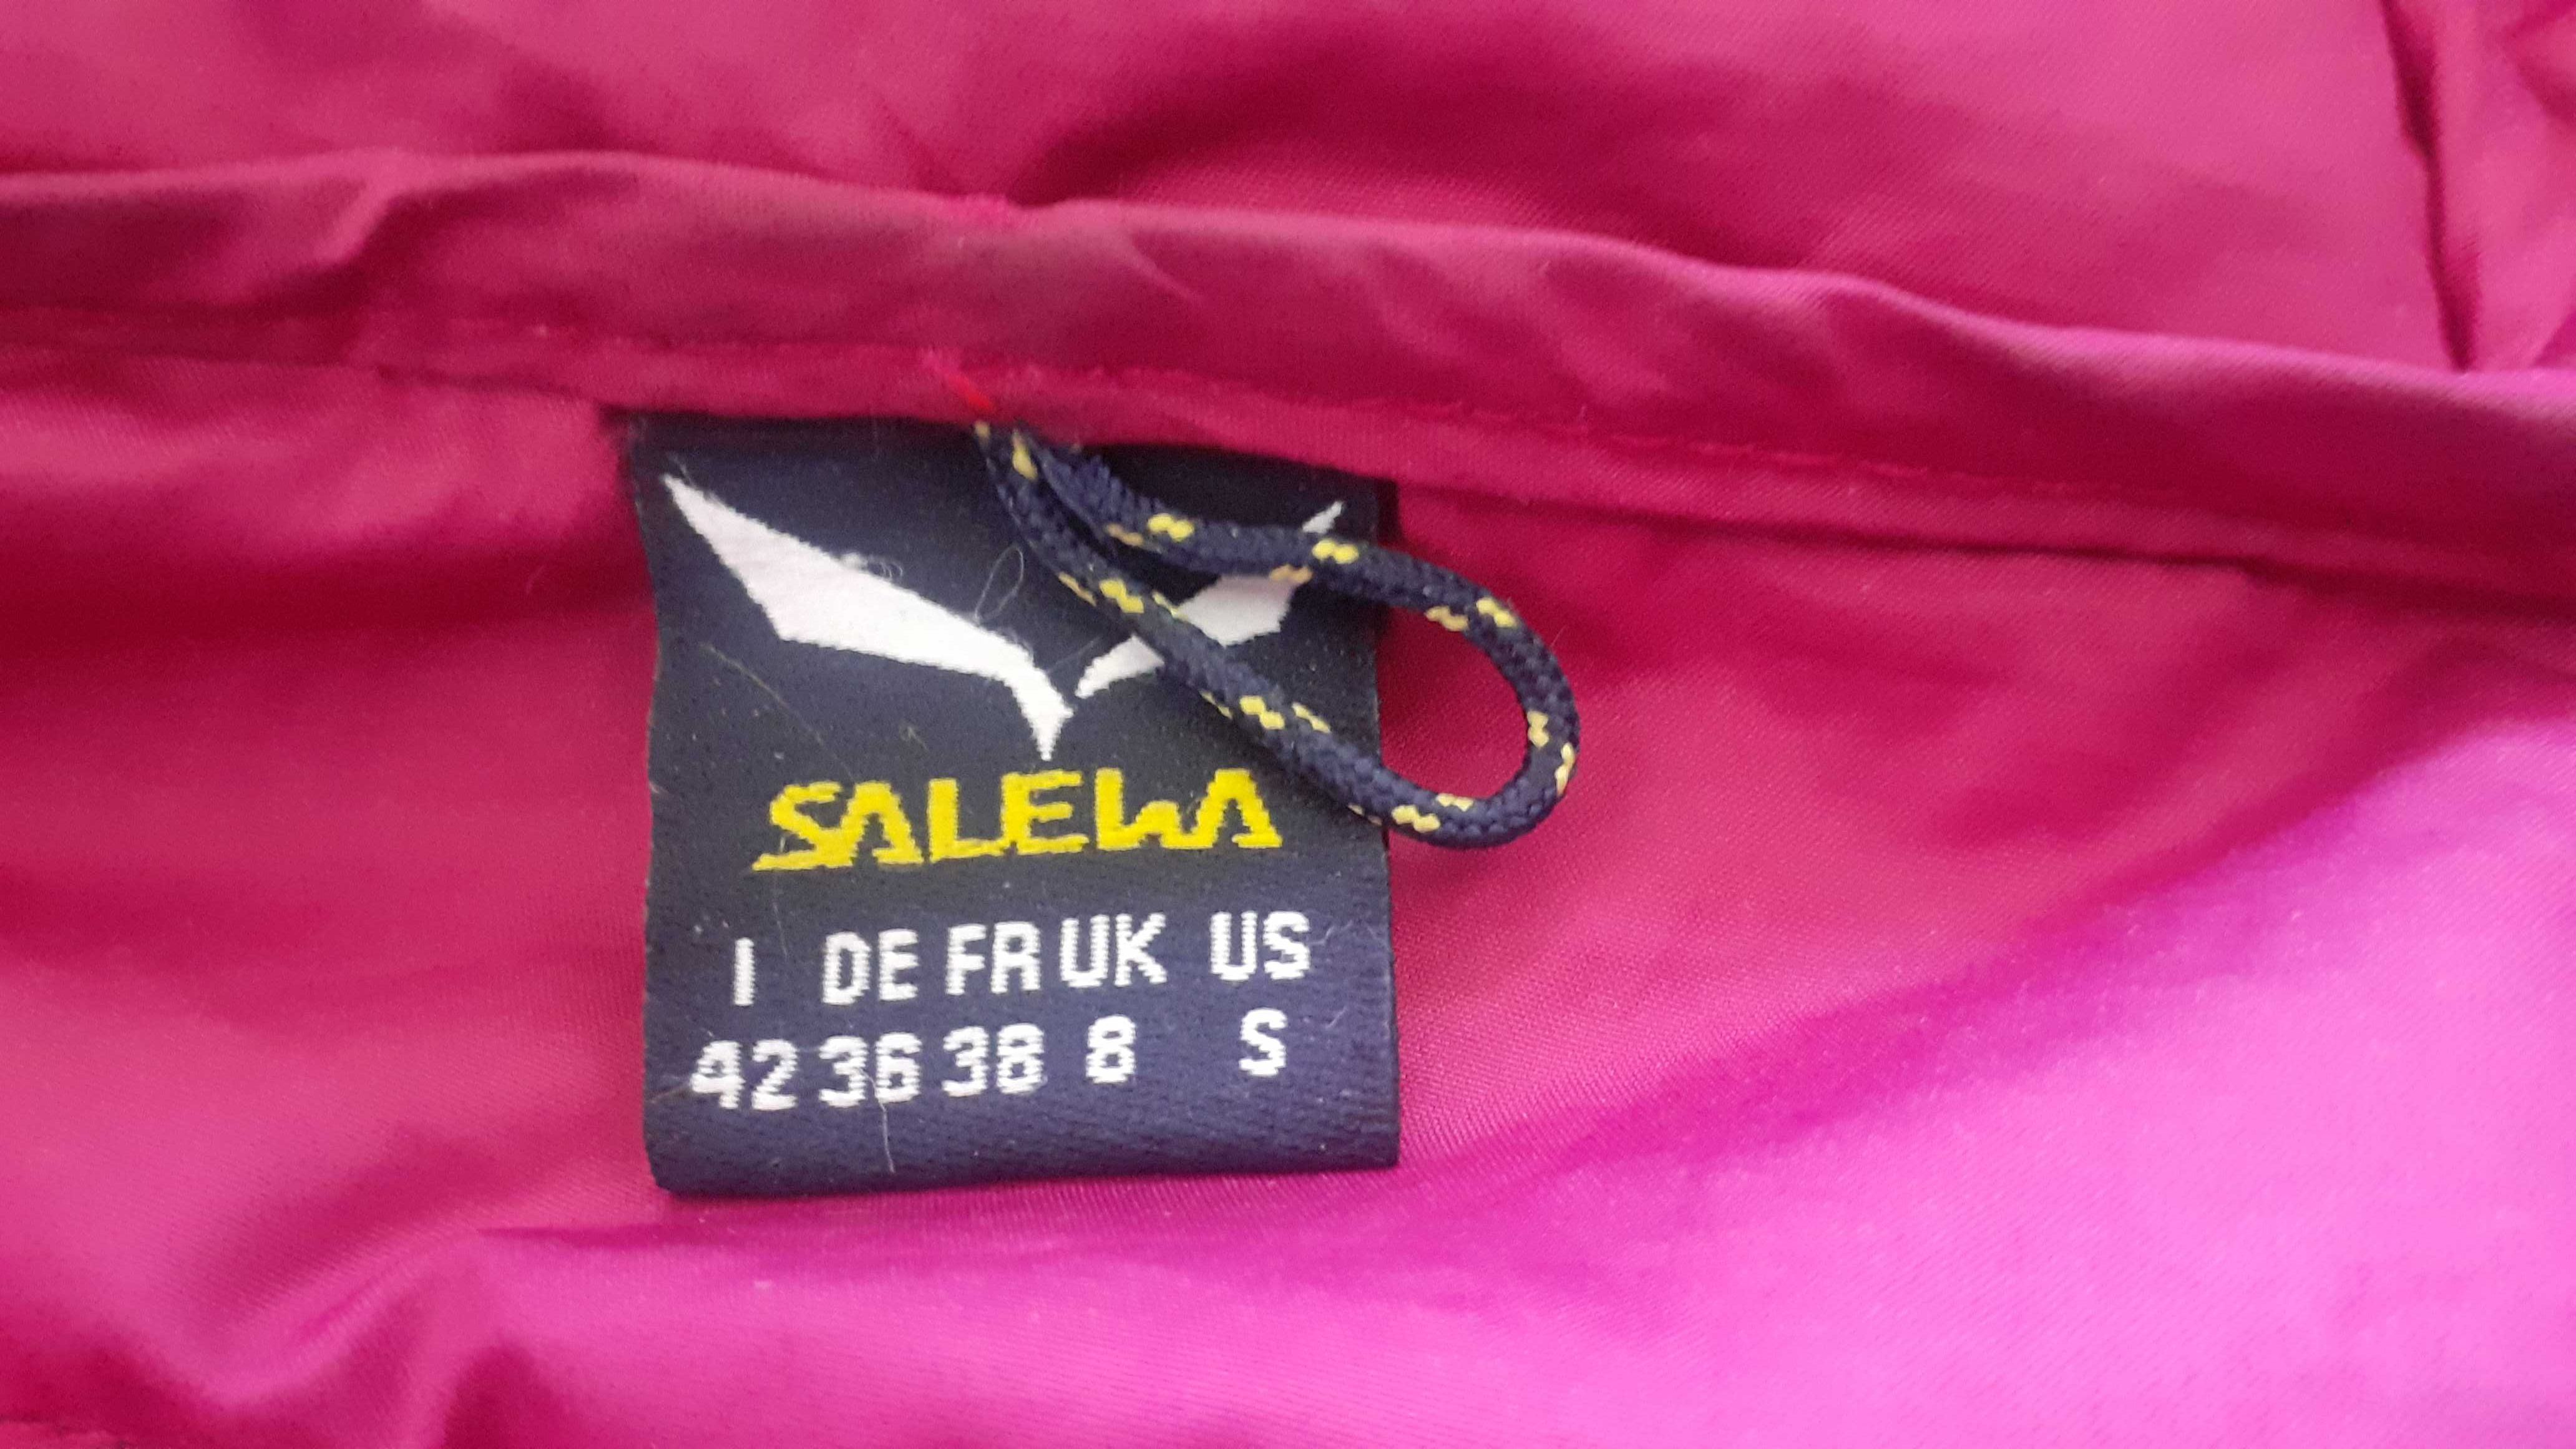 SALEWA
I DE FR UK US
42 36 38 8 S